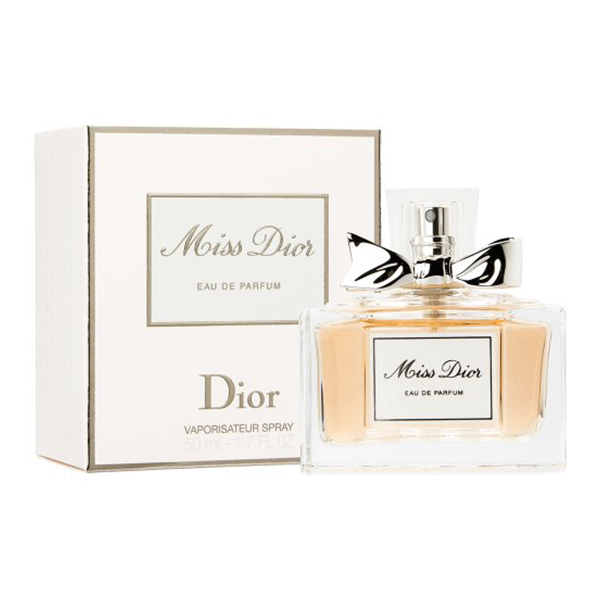 Miss Dior
EAU DE PARFUM
Dior
VAPORISATEUR SPRAY
50 ml - 1.7 FL.OZ
Miss Dior
EAU DE PARFUM